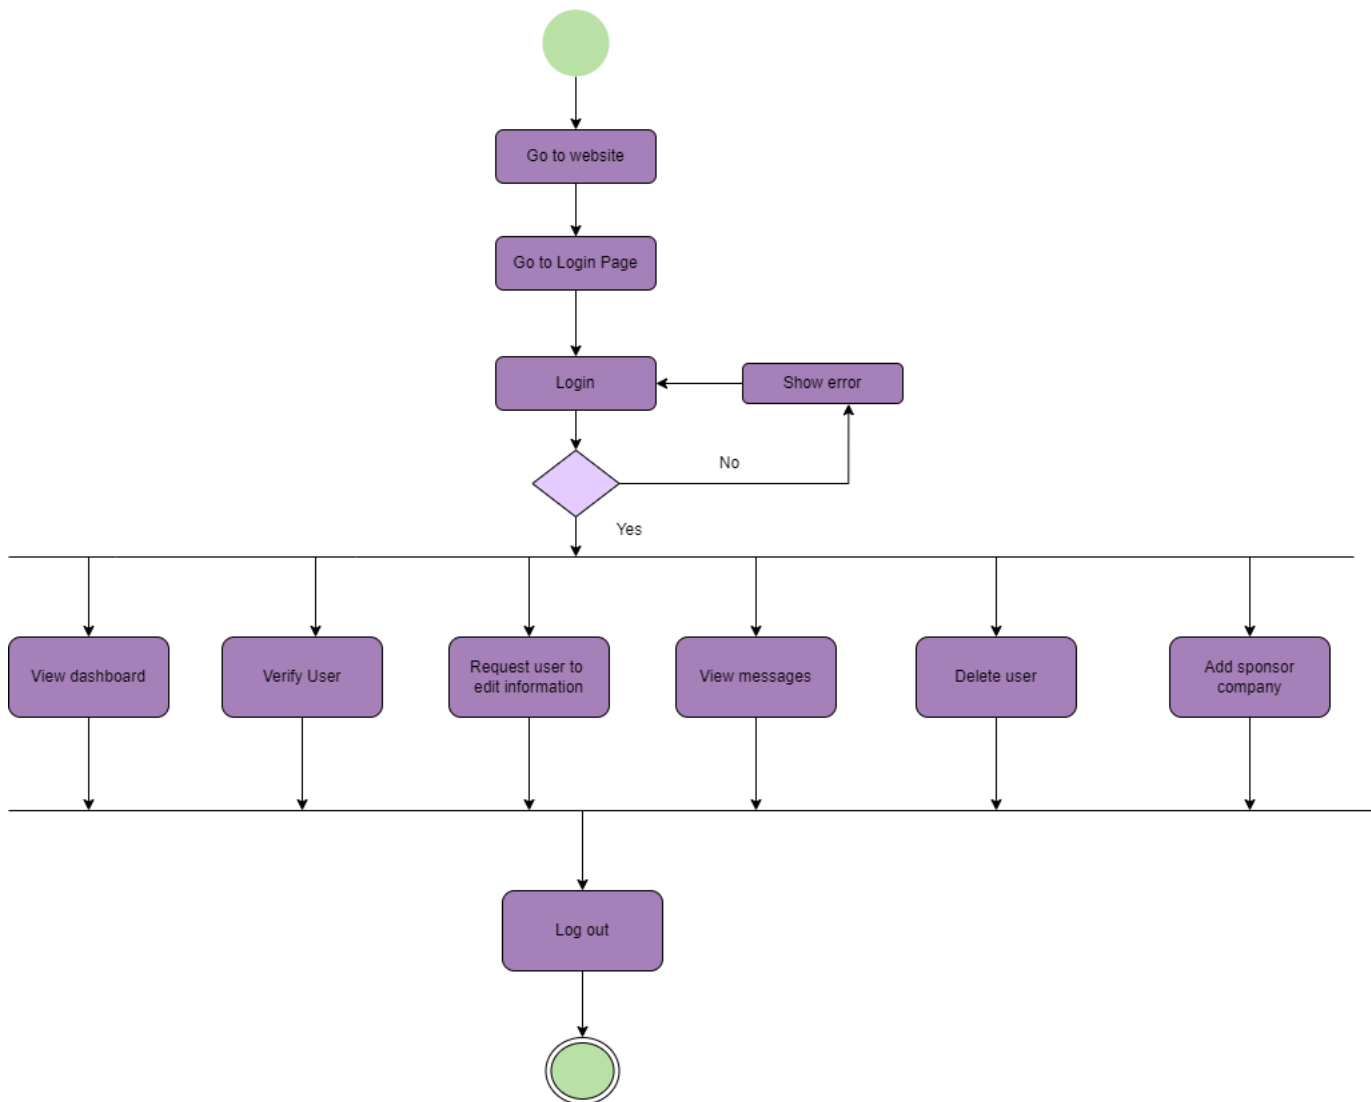 Go to website
Go to Login Page
Login
Show error
No
Yes
View dashboard
Verify User
Request user to
edit information
View messages
Delete user
Add sponsor
company
Log out